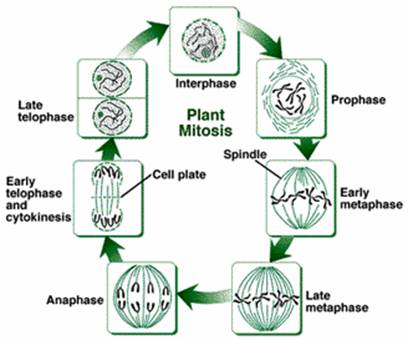 Interphase
Prophase
Late
telophase
Plant
Mitosis
Spindle
Cell plate
Early
telophase
and
cytokinesis
Early
metaphase
Anaphase
Late
metaphase